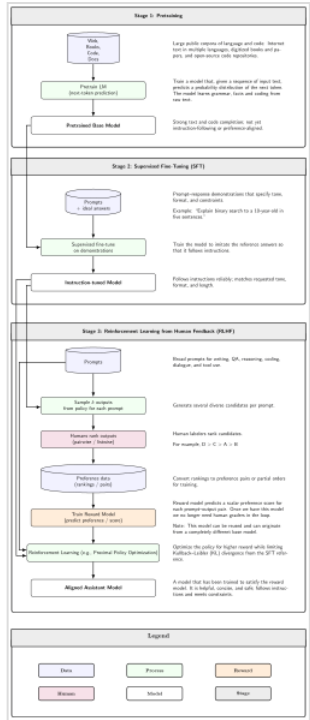 Stage 1: Pretraining
Web,
Books,
Code,
Docs
Large public corpora of language and code. Internet
text in multiple languages, digitized books and pa-
pers, and open-source code repositories.
Pretrain LM
(next-token prediction)
Train a model that, given a sequence of input text,
predicts a probability distribution of the next token.
The model learns grammar, facts and coding from
raw text.
Pretrained Base Model
Strong text and code completion; not yet
instruction-following or preference-aligned.
Stage 2: Supervised Fine-Tuning (SFT)
Prompts
+ ideal answers
Prompt-response demonstrations that specify tone,
format, and constraints.
Example: "Explain binary search to a 10-year-old in
five sentences."
Supervised fine-tune
on demonstrations
Train the model to imitate the reference answers so
that it follows instructions.
Instruction-tuned Model
Follows instructions reliably; matches requested tone,
format, and length.
Stage 3: Reinforcement Learning from Human Feedback (RLHF)
Prompts
Broad prompts for writing, QA, reasoning, coding,
dialogue, and tool use.
Sample k outputs
from policy for each prompt
Generate several diverse candidates per prompt.
Humans rank outputs
(pairwise / listwise)
Human labelers rank candidates.
For example, D > C > A > B
Preference data
(rankings / pairs)
Convert rankings to preference pairs or partial orders
for training.
Train Reward Model
(predict preference / score)
Reward model predicts a scalar preference score for
each prompt-output pair. Once we have this model
we no longer need human graders in the loop.
Note: This model can be reused and can originate
from a completely different base model.
Reinforcement Learning (e.g., Proximal Policy Optimization)
Optimize the policy for higher reward while limiting
Kullback-Leibler (KL) divergence from the SFT refer-
ence.
Aligned Assistant Model
A model that has been trained to satisfy the reward
model. It is helpful, concise, and safe; follows instruc-
tions and meets constraints.
Legend
Data
Process
Reward
Human
Model
Stage